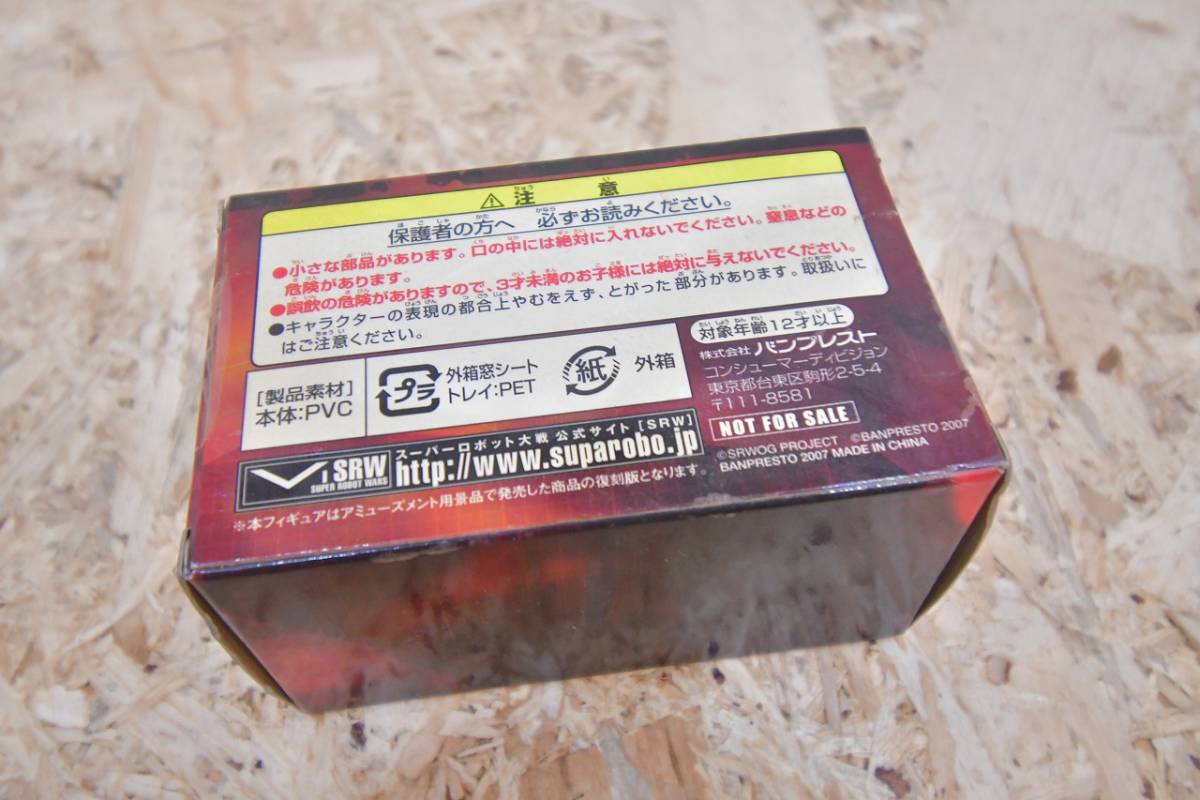 ⚠注意
保護者の方へ 必ずお読みください。
●小さな部品があります。口の中には絶対に入れないでください。窒息などの
危険があります。
●誤飲の危険がありますので、3才未満のお子様には絶対に与えないでください。
●キャラクターの表現の都合上やむをえず、とがった部分があります。取扱いに
はご注意ください。
[製品素材]
本体:PVC
プラ
外箱窓シート
トレイ:PET
紙
外箱
対象年齢12才以上
株式会社 バンプレスト
コンシューマーディビジョン
東京都台東区駒形2-5-4
〒111-8581
NOT FOR SALE
©SRWOG PROJECT ©BANPRESTO 2007
BANPRESTO 2007 MADE IN CHINA
SRW
SUPER ROBOT WARS
スーパーロボット大戦 公式サイト [SRW]
http://www.suparobo.jp
※本フィギュアはアミューズメント用景品で発売した商品の復刻版となります。